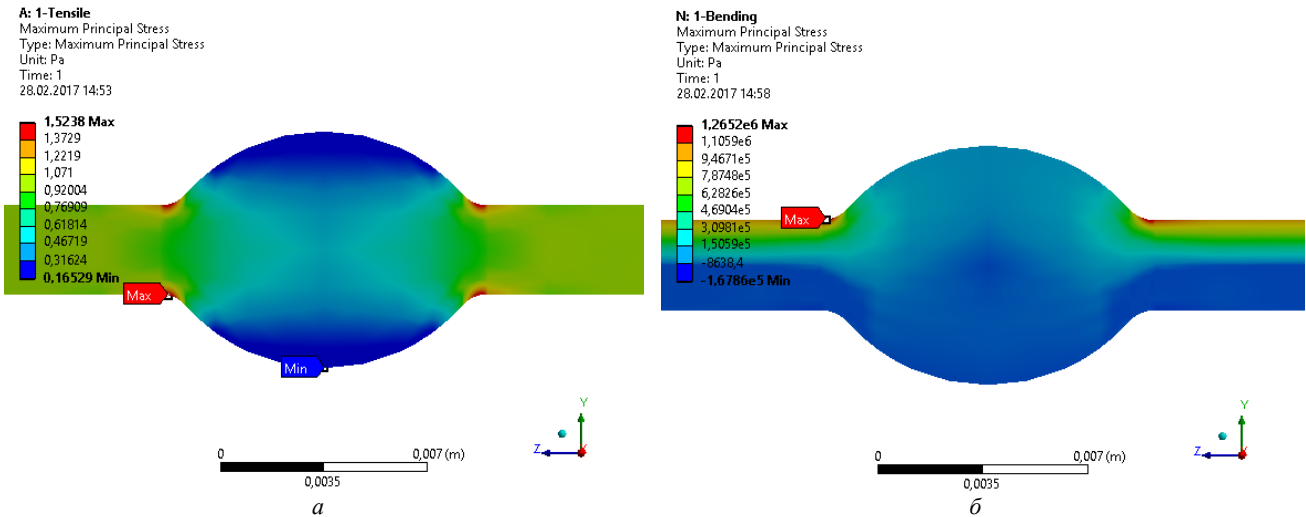 A: 1-Tensile
Maximum Principal Stress
Type: Maximum Principal Stress
Unit: Pa
Time: 1
28.02.2017 14:53
1,5238 Max
1,3729
1,2219
1,071
0,92004
0,76909
0,61814
0,46719
0,31624
0,16529 Min
Max
Min
Y
Z
X
0
0,007 (m)
0,0035
а
N: 1-Bending
Maximum Principal Stress
Type: Maximum Principal Stress
Unit: Pa
Time: 1
28.02.2017 14:58
1,2652e6 Max
1,1059e6
9,4671e5
7,8748e5
6,2826e5
4,6904e5
3,0981e5
1,5059e5
-8638,4
-1,6786e5 Min
Max
Y
Z
X
0
0,007 (m)
0,0035
б